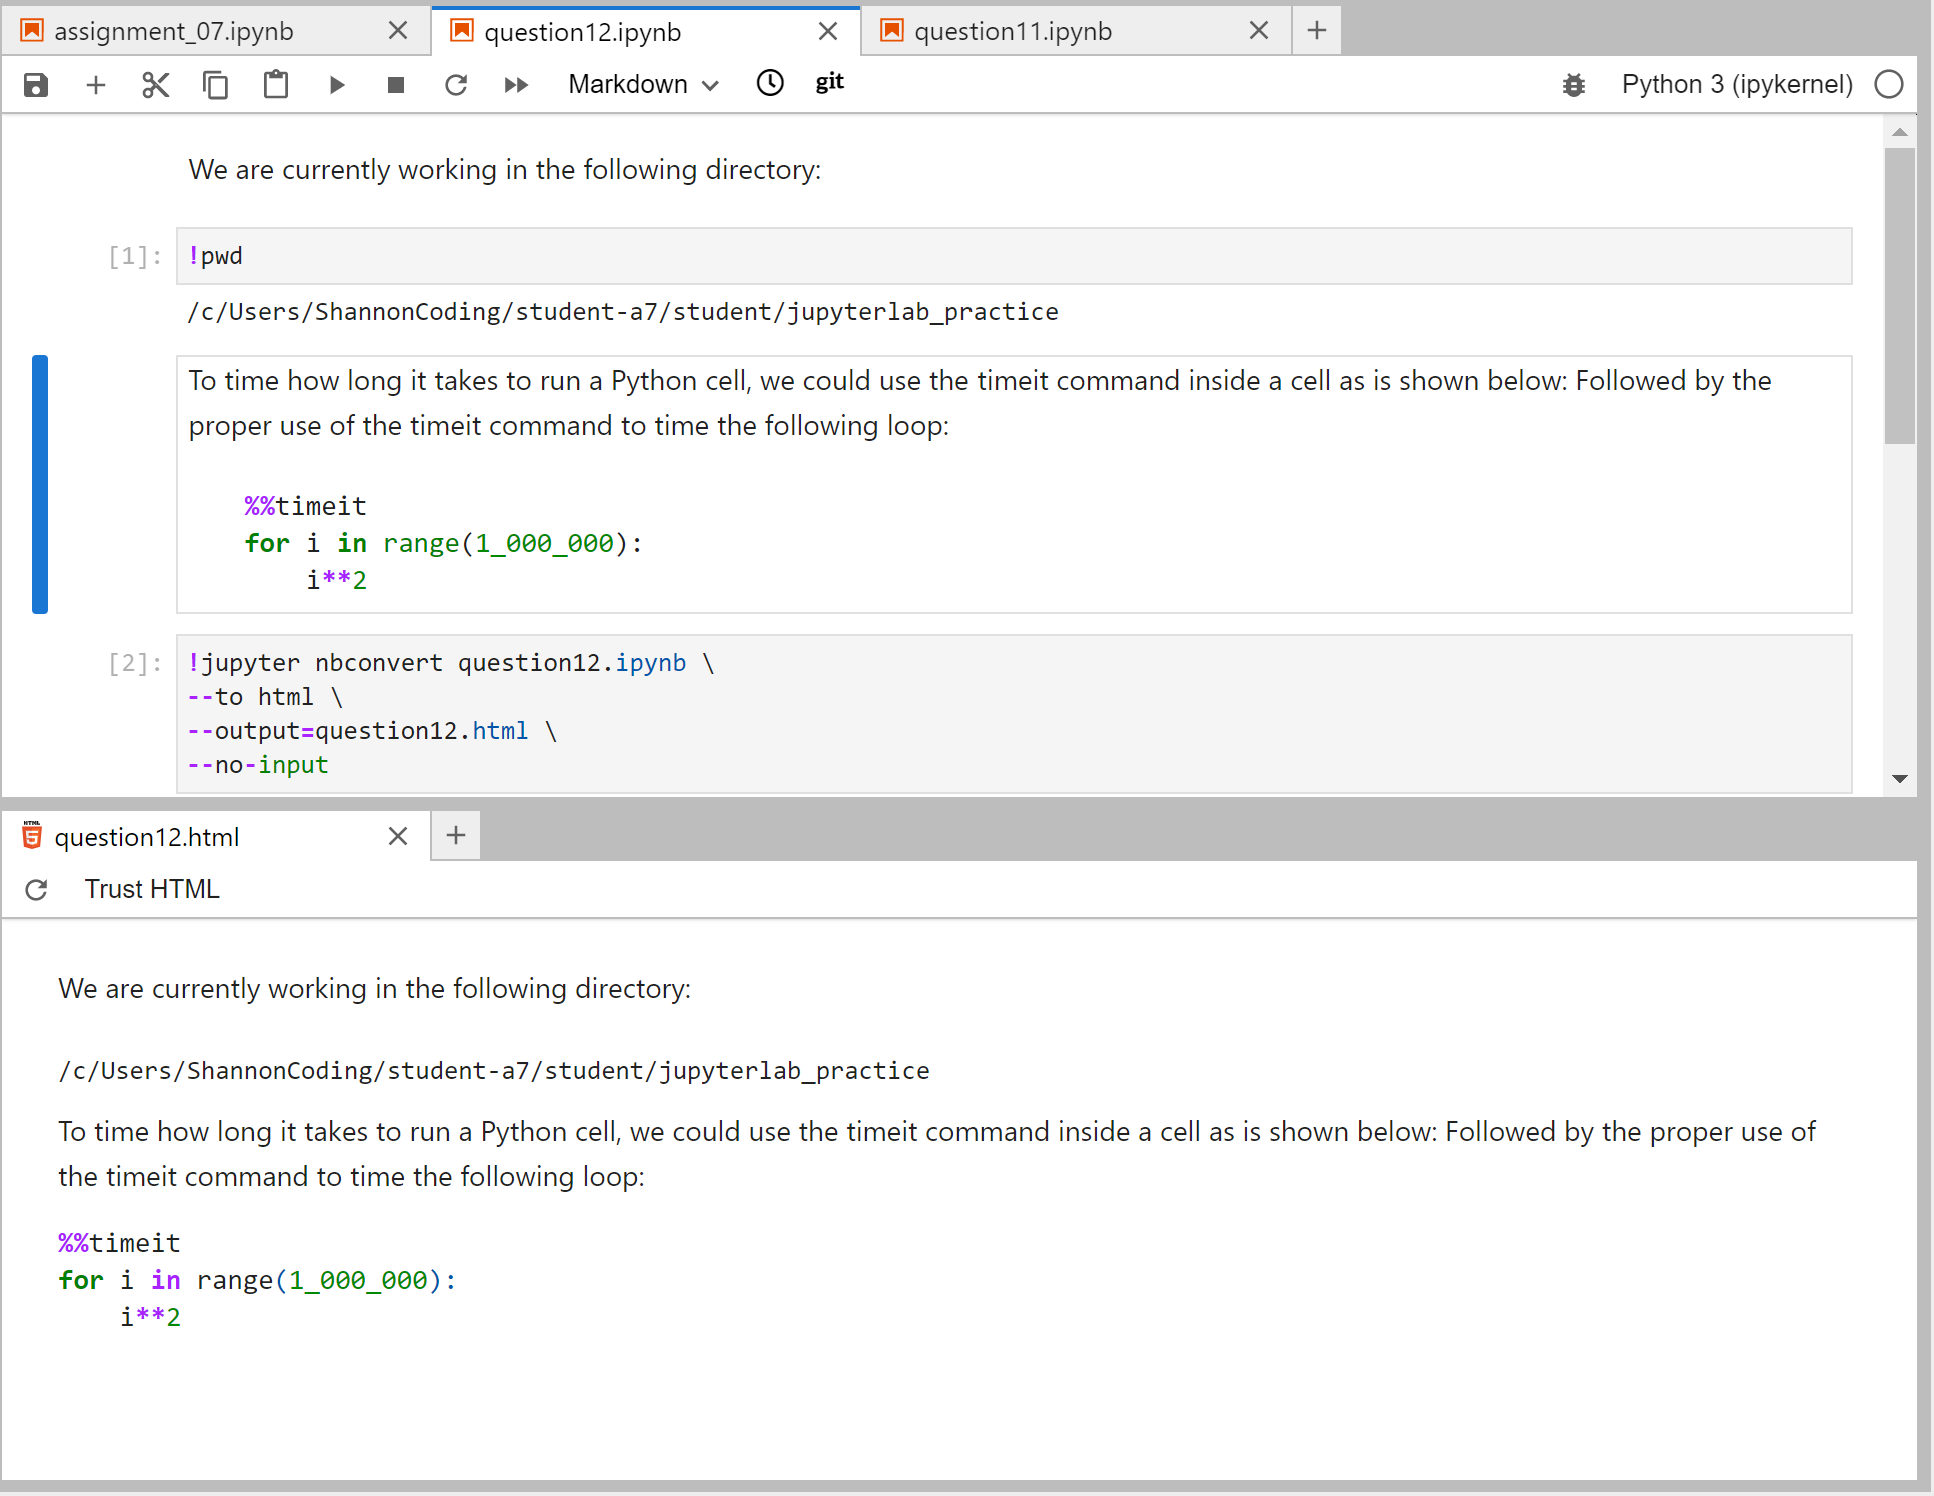 assignment_07.ipynb
question12.ipynb
question11.ipynb
Markdown
git
Python 3 (ipykernel)
We are currently working in the following directory:
[1]:
!pwd
/c/Users/ShannonCoding/student-a7/student/jupyterlab_practice
To time how long it takes to run a Python cell, we could use the timeit command inside a cell as is shown below: Followed by the
proper use of the timeit command to time the following loop:
%%timeit
for i in range(1_000_000):
    i**2
[2]:
!jupyter nbconvert question12.ipynb \
--to html \
--output=question12.html \
--no-input
HTML
5
question12.html
Trust HTML
We are currently working in the following directory:
/c/Users/ShannonCoding/student-a7/student/jupyterlab_practice
To time how long it takes to run a Python cell, we could use the timeit command inside a cell as is shown below: Followed by the proper use of
the timeit command to time the following loop:
%%timeit
for i in range(1_000_000):
    i**2